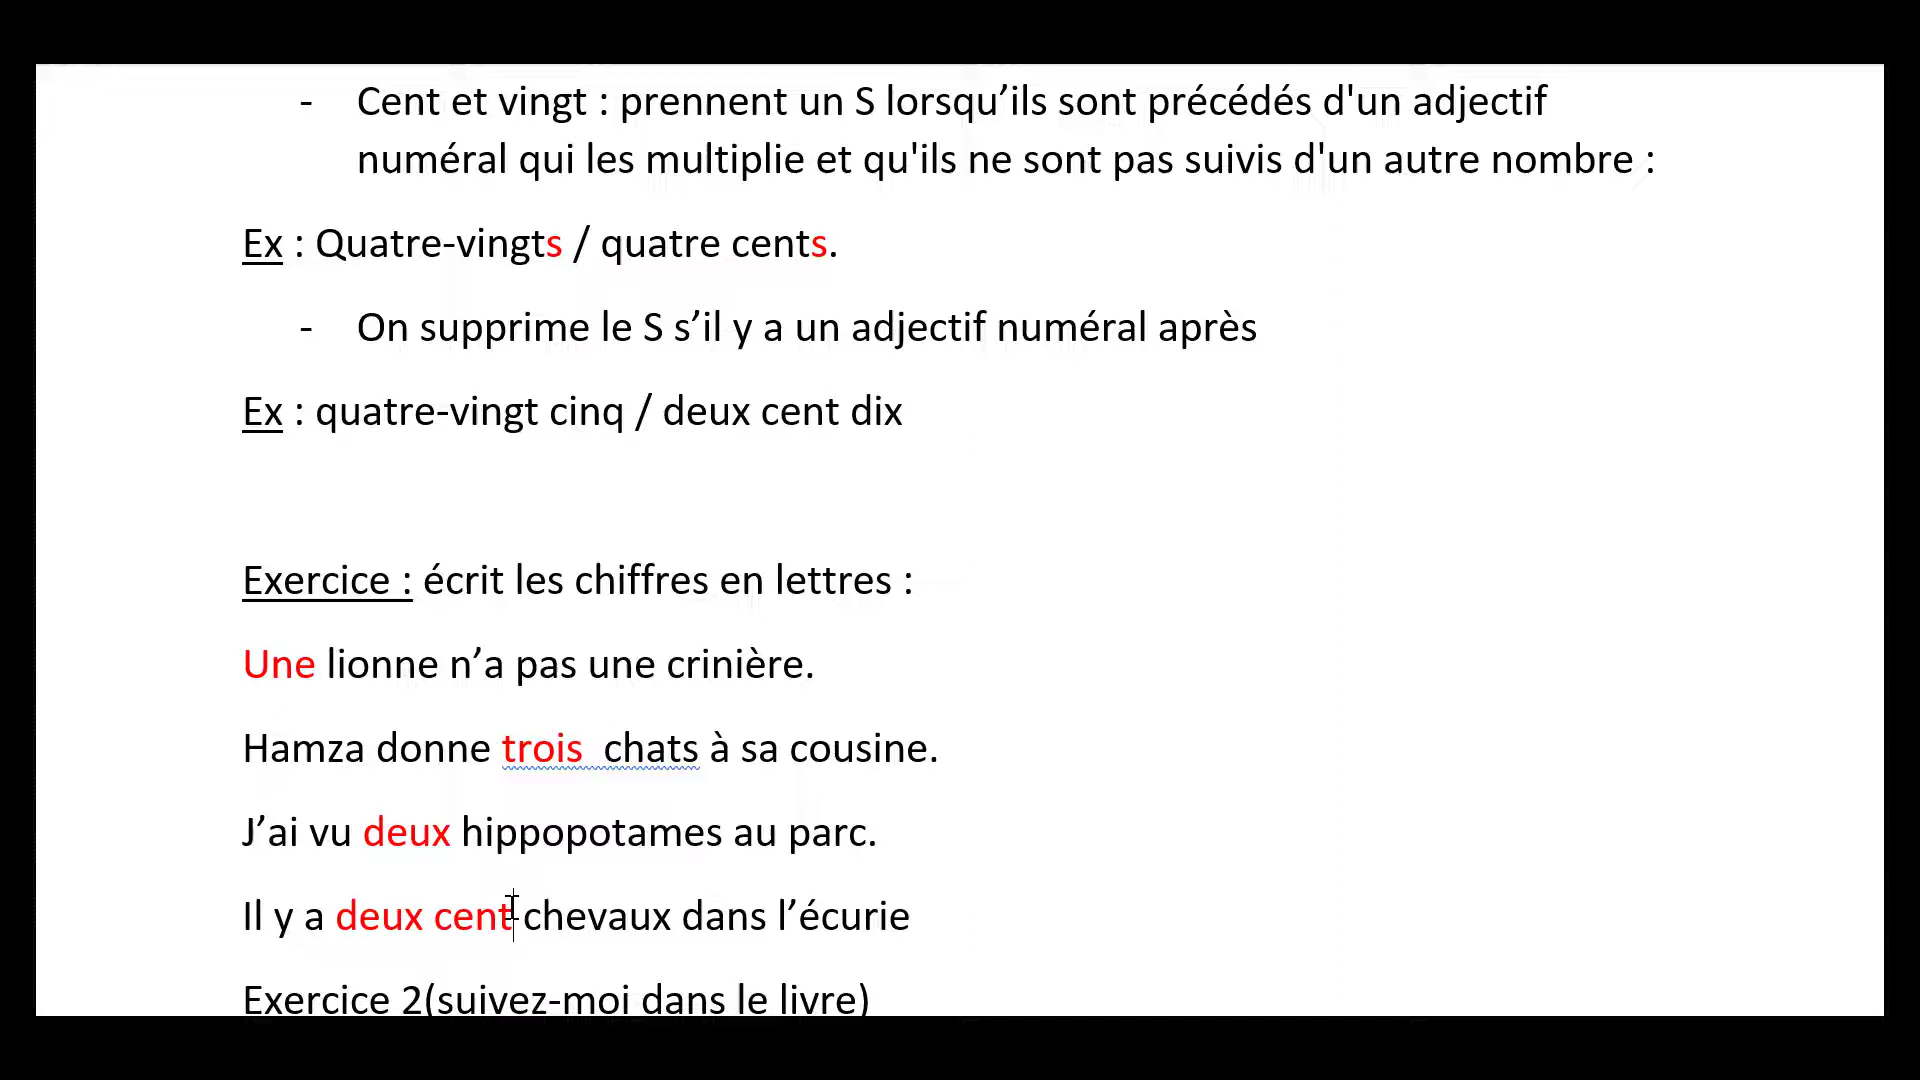 - Cent et vingt : prennent un S lorsqu’ils sont précédés d'un adjectif
numéral qui les multiplie et qu'ils ne sont pas suivis d'un autre nombre :
Ex : Quatre-vingts / quatre cents.
- On supprime le S s’il y a un adjectif numéral après
Ex : quatre-vingt cinq / deux cent dix
Exercice : écrit les chiffres en lettres :
Une lionne n’a pas une crinière.
Hamza donne trois  chats à sa cousine.
J’ai vu deux hippopotames au parc.
Il y a deux cent chevaux dans l’écurie
Exercice 2(suivez-moi dans le livre)